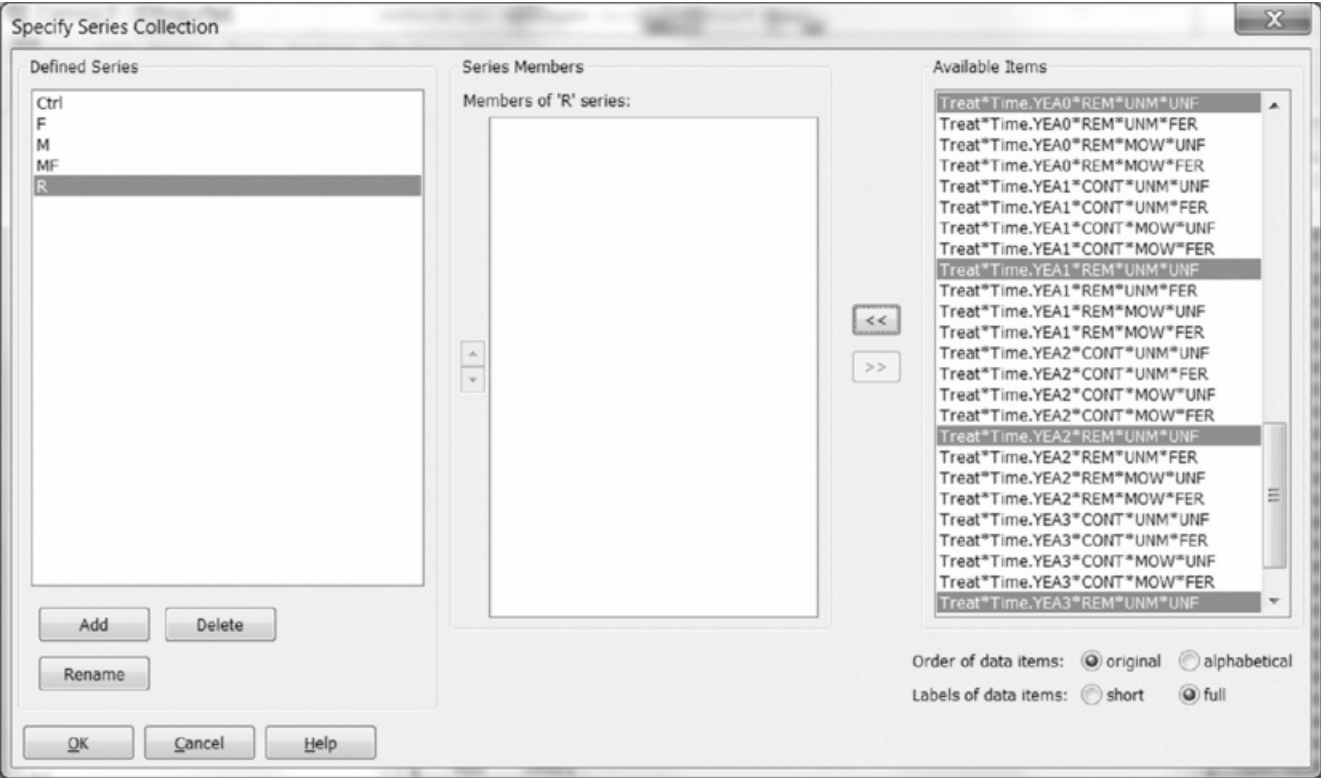 Specify Series Collection
X
Defined Series
Ctrl
F
M
MF
R
Add
Delete
Rename
Series Members
Members of 'R' series:
<<
>>
Available Items
Treat*Time.YEA0*REM*UNM*UNF
Treat*Time.YEA0*REM*UNM*FER
Treat*Time.YEA0*REM*MOW*UNF
Treat*Time.YEA0*REM*MOW*FER
Treat*Time.YEA1*CONT*UNM*UNF
Treat*Time.YEA1*CONT*UNM*FER
Treat*Time.YEA1*CONT*MOW*UNF
Treat*Time.YEA1*CONT*MOW*FER
Treat*Time.YEA1*REM*UNM*UNF
Treat*Time.YEA1*REM*UNM*FER
Treat*Time.YEA1*REM*MOW*UNF
Treat*Time.YEA1*REM*MOW*FER
Treat*Time.YEA2*CONT*UNM*UNF
Treat*Time.YEA2*CONT*UNM*FER
Treat*Time.YEA2*CONT*MOW*UNF
Treat*Time.YEA2*CONT*MOW*FER
Treat*Time.YEA2*REM*UNM*UNF
Treat*Time.YEA2*REM*UNM*FER
Treat*Time.YEA2*REM*MOW*UNF
Treat*Time.YEA2*REM*MOW*FER
Treat*Time.YEA3*CONT*UNM*UNF
Treat*Time.YEA3*CONT*UNM*FER
Treat*Time.YEA3*CONT*MOW*UNF
Treat*Time.YEA3*CONT*MOW*FER
Treat*Time.YEA3*REM*UNM*UNF
Order of data items: original alphabetical
Labels of data items: short full
OK
Cancel
Help